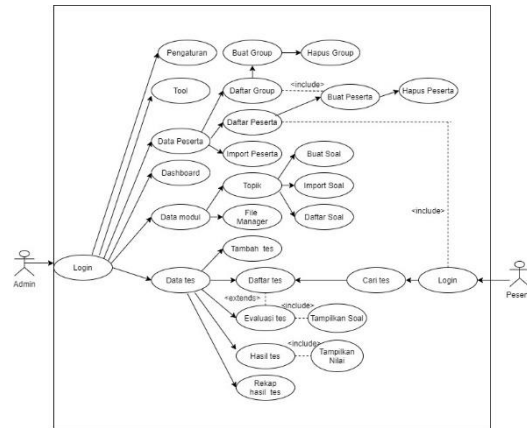 Pengaturan
Buat Group
Hapus Group
Tool
Daftar Group
<include>
Buat Peserta
Hapus Peserta
Data Peserta
Daftar Peserta
Import Peserta
Buat Soal
Dashboard
Topik
Import Soal
Data modul
File
Manager
Daftar Soal
<include>
Tambah tes
Admin
Login
Data tes
Daftar tes
Cari tes
Login
Peser
<extends>
<include>
Evaluasi tes
Tampilkan Soal
<include>
Hasil tes
Tampilkan
Nilai
Rekap
hasil tes